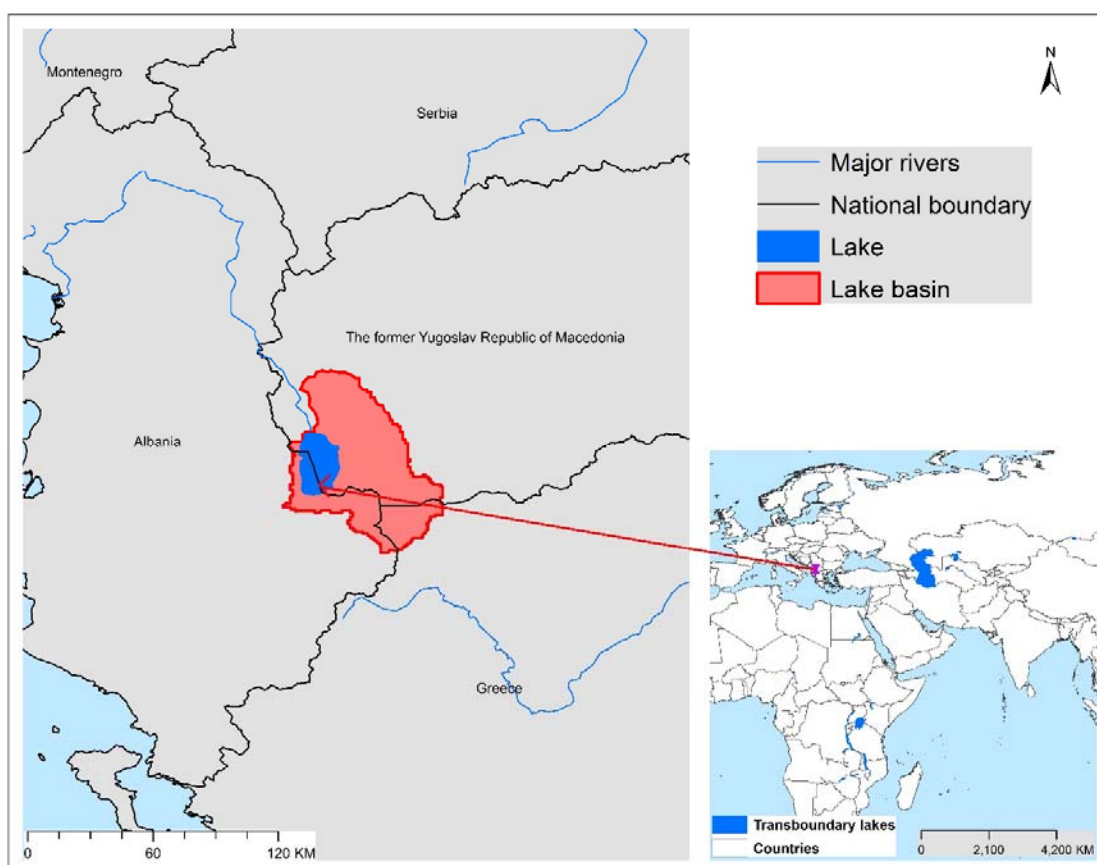 Montenegro
Serbia
The former Yugoslav Republic of Macedonia
Albania
Greece
0 60 120 KM
N
Major rivers
National boundary
Lake
Lake basin
Transboundary lakes
Countries
0 2,100 4,200 KM